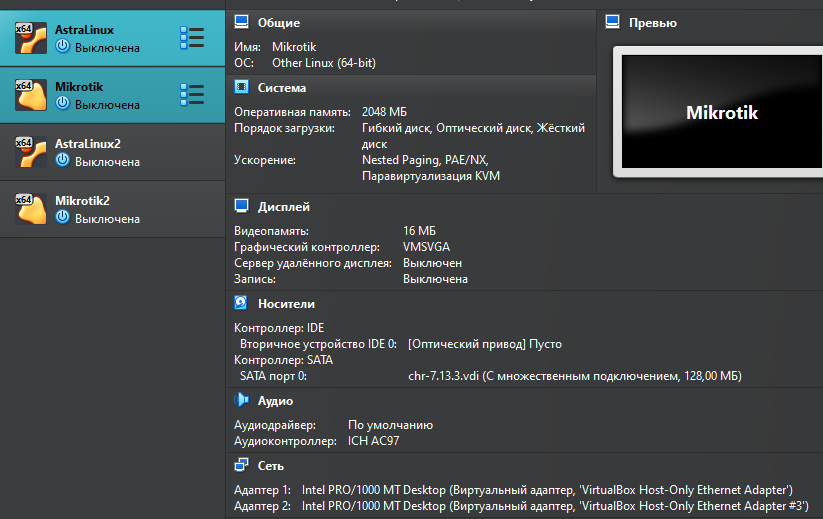 x64
AstraLinux
Выключена
x64
Mikrotik
Выключена
x64
AstraLinux2
Выключена
x64
Mikrotik2
Выключена
Общие
Имя: Mikrotik
ОС: Other Linux (64-bit)
Система
Оперативная память: 2048 МБ
Порядок загрузки: Гибкий диск, Оптический диск, Жёсткий
диск
Ускорение: Nested Paging, PAE/NX,
Паравиртуализация KVM
Превью
Mikrotik
Дисплей
Видеопамять: 16 МБ
Графический контроллер: VMSVGA
Сервер удалённого дисплея: Выключен
Запись: Выключена
Носители
Контроллер: IDE
Вторичное устройство IDE 0: [Оптический привод] Пусто
Контроллер: SATA
SATA порт 0: chr-7.13.3.vdi (С множественным подключением, 128,00 МБ)
Аудио
Аудиодрайвер: По умолчанию
Аудиоконтроллер: ICH AC97
Сеть
Адаптер 1: Intel PRO/1000 MT Desktop (Виртуальный адаптер, 'VirtualBox Host-Only Ethernet Adapter')
Адаптер 2: Intel PRO/1000 MT Desktop (Виртуальный адаптер, 'VirtualBox Host-Only Ethernet Adapter #3')